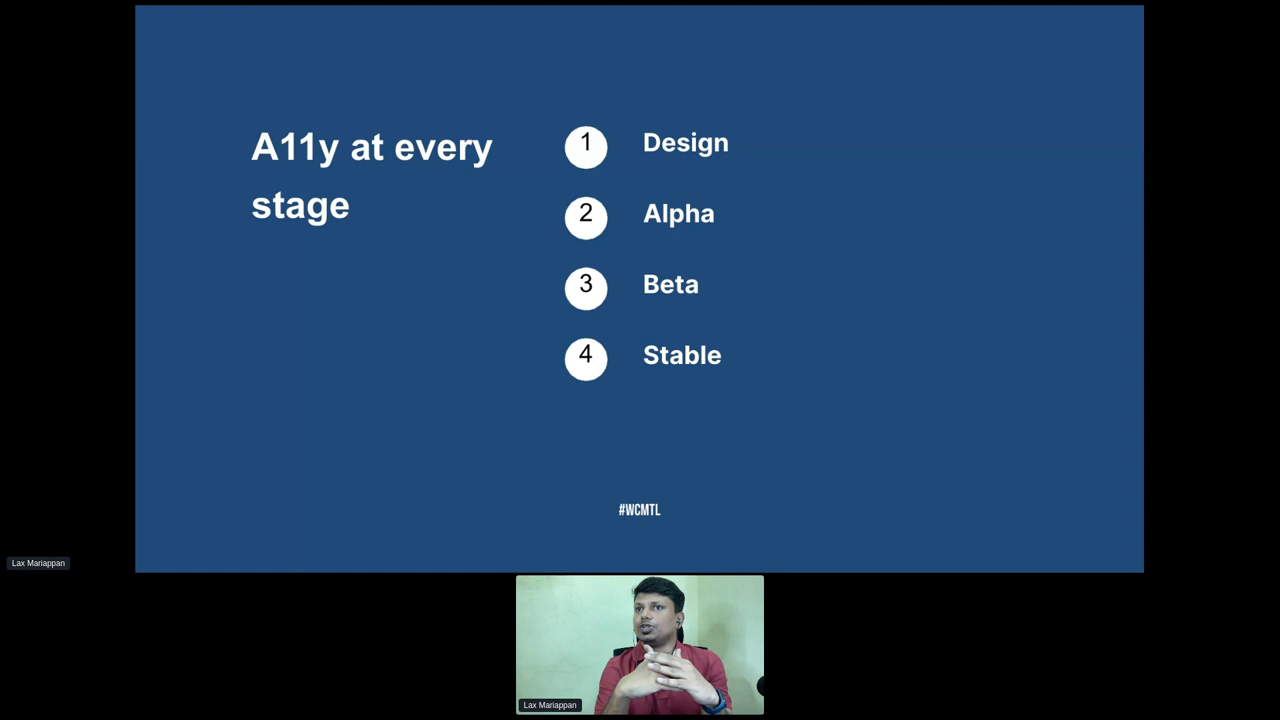 A11y at every
stage
1 Design
2 Alpha
3 Beta
4 Stable
#WCMTL
Lax Mariappan
Lax Mariappan